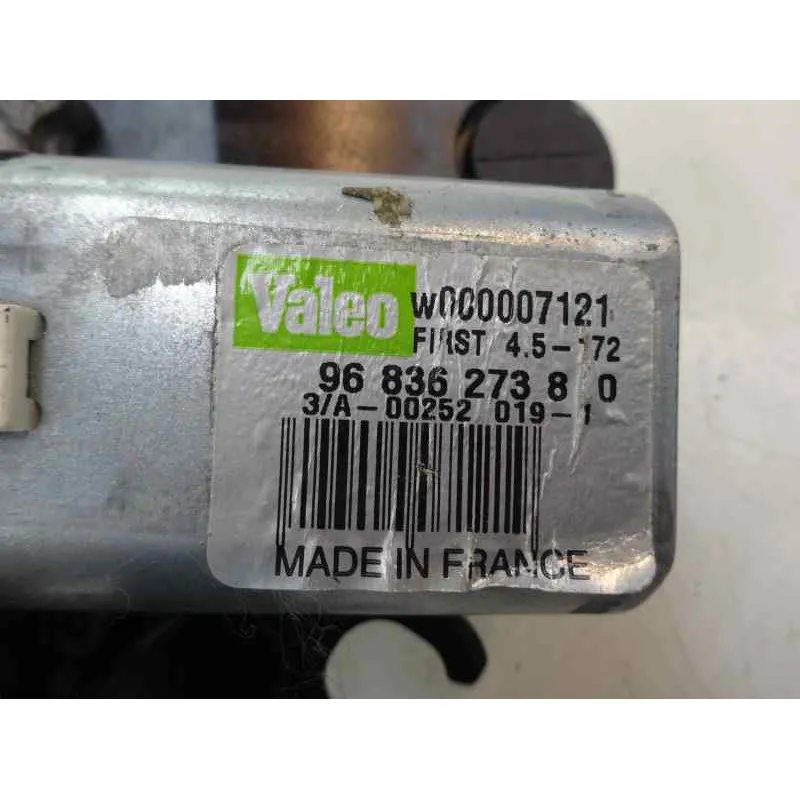 Valeo
W000007121
FIRST 4.5-172
96 836 273 8 0
3/A-00252 019-1
MADE IN FRANCE